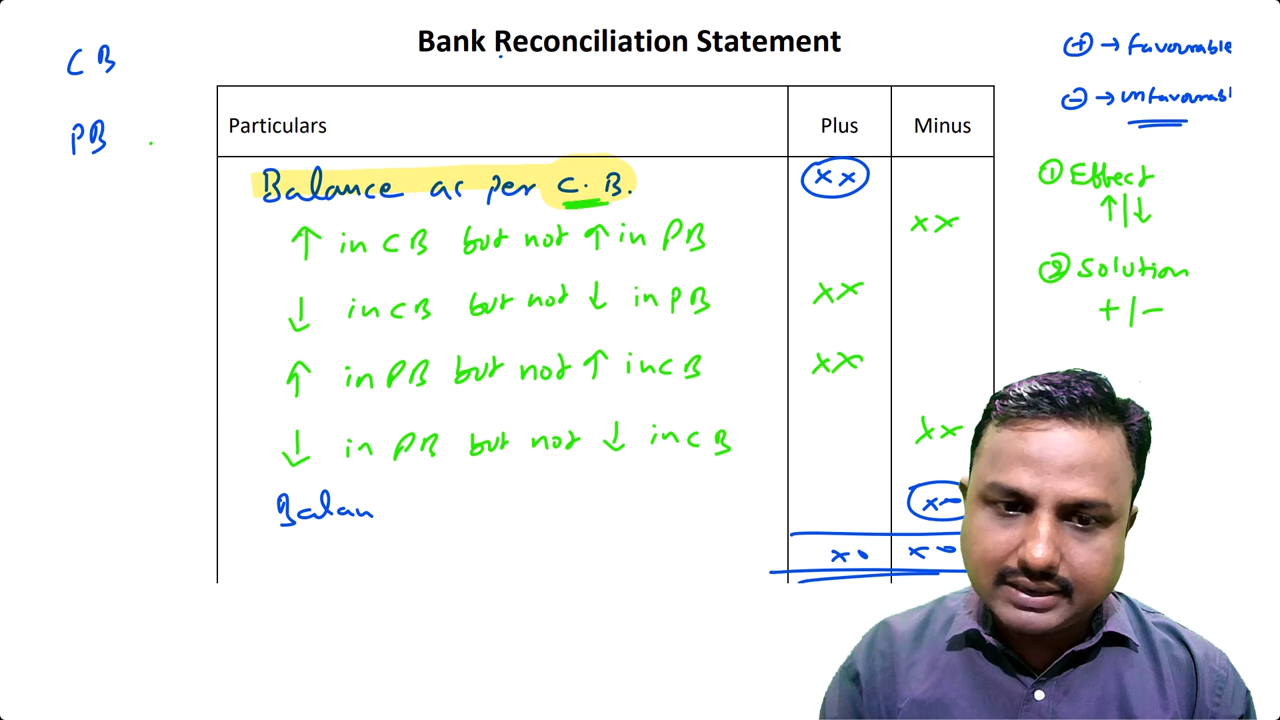 Bank Reconciliation Statement
C B
PB
⊕ → Favourable
⊖ → unfavourabl
Particulars Plus Minus
Balance as per C. B. xx
↑ in CB but not ↑ in PB xx
↓ in CB but not ↓ in PB xx
↑ in PB but not ↑ in CB xx
↓ in PB but not ↓ in CB xx
Balan
① Effect
↑|↓
② Solution
+/-